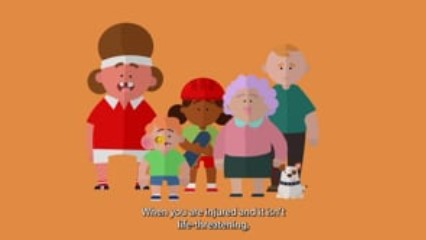 When you are injured and it isn't
life-threatening,